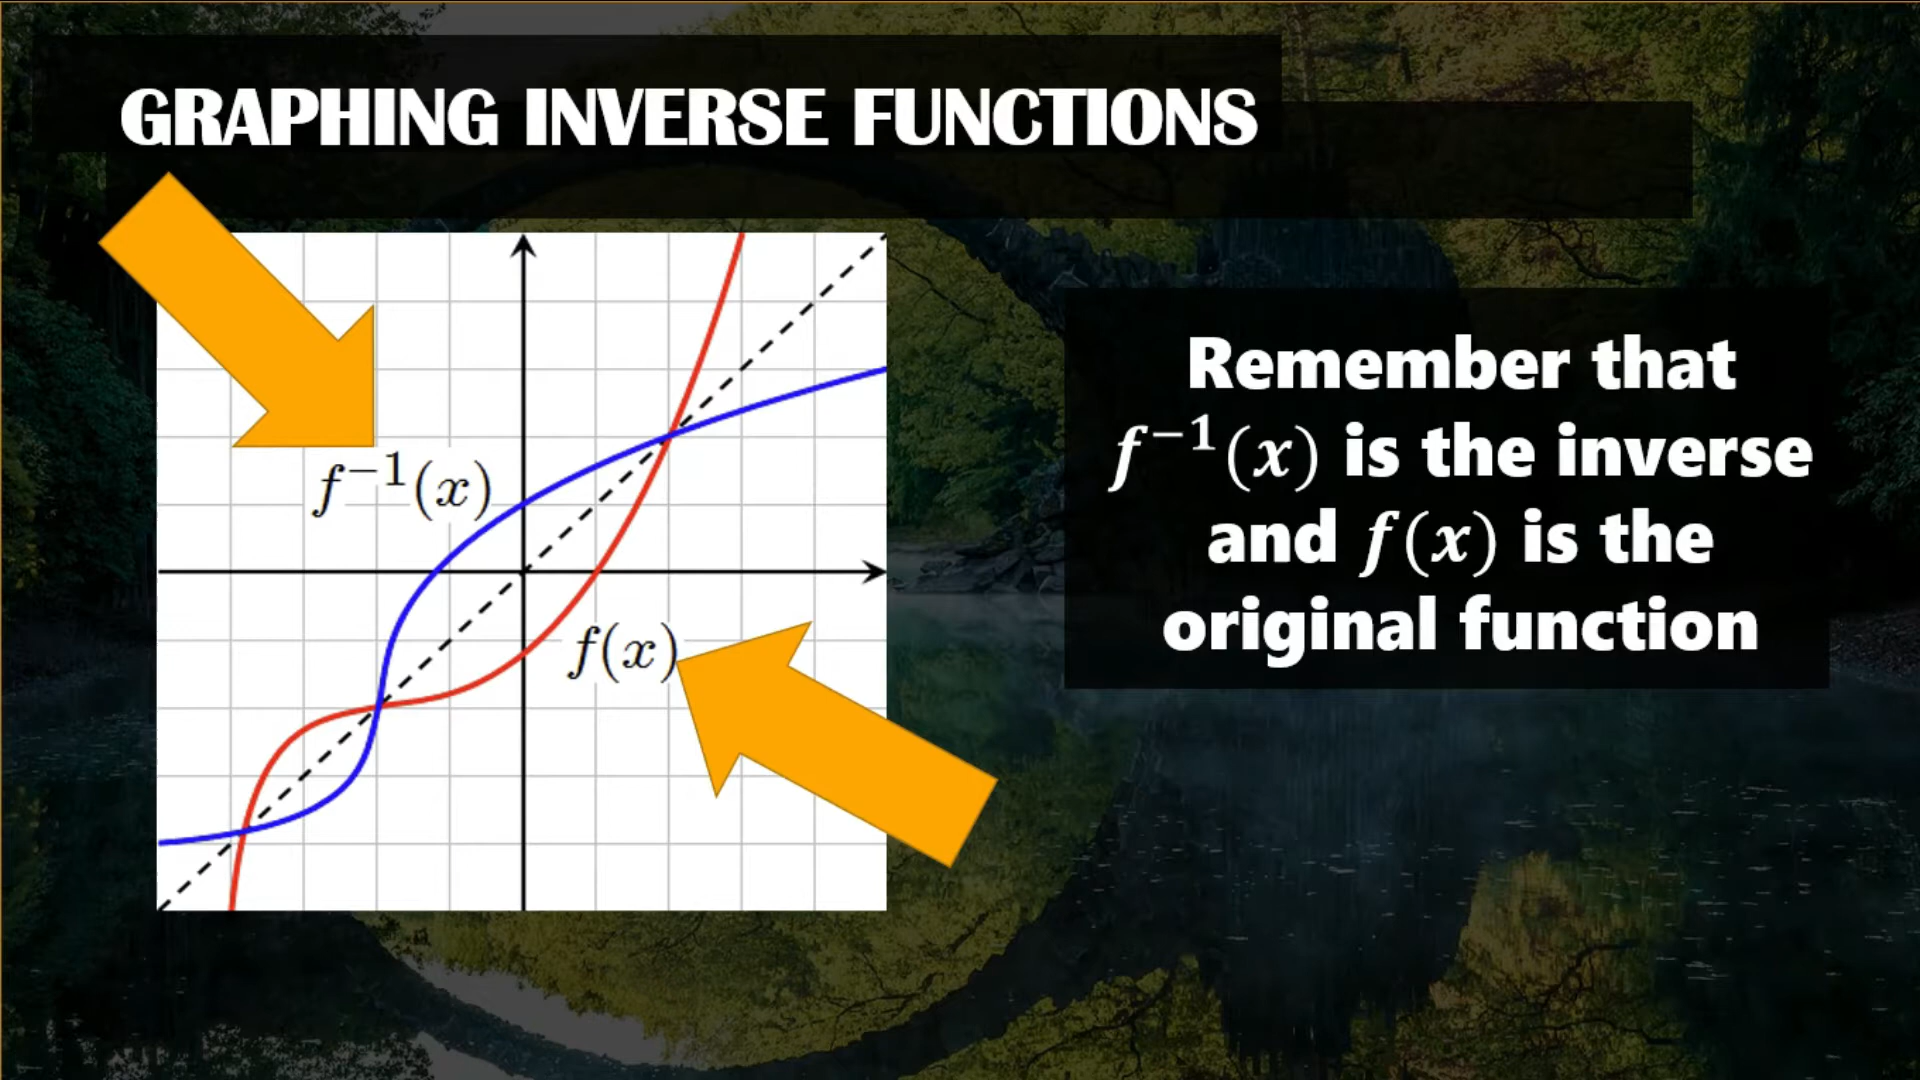 GRAPHING INVERSE FUNCTIONS
f⁻¹(x)
f(x)
Remember that
f⁻¹(x) is the inverse
and f(x) is the
original function